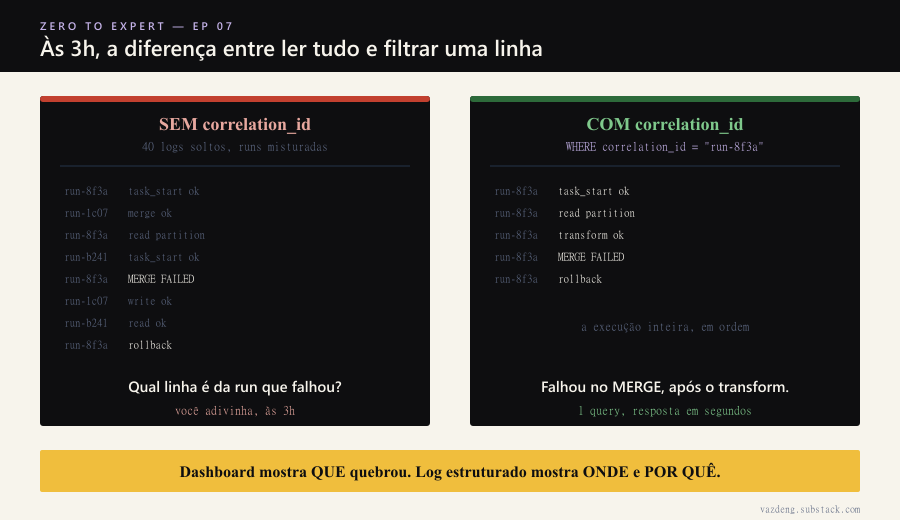 ZERO TO EXPERT — EP 07
Às 3h, a diferença entre ler tudo e filtrar uma linha
SEM correlation_id
40 logs soltos, runs misturadas
run-8f3a task_start ok
run-1c07 merge ok
run-8f3a read partition
run-b241 task_start ok
run-8f3a MERGE FAILED
run-1c07 write ok
run-b241 read ok
run-8f3a rollback
Qual linha é da run que falhou?
você adivinha, às 3h
COM correlation_id
WHERE correlation_id = "run-8f3a"
run-8f3a task_start ok
run-8f3a read partition
run-8f3a transform ok
run-8f3a MERGE FAILED
run-8f3a rollback
a execução inteira, em ordem
Falhou no MERGE, após o transform.
1 query, resposta em segundos
Dashboard mostra QUE quebrou. Log estruturado mostra ONDE e POR QUÊ.
vazdeng.substack.com